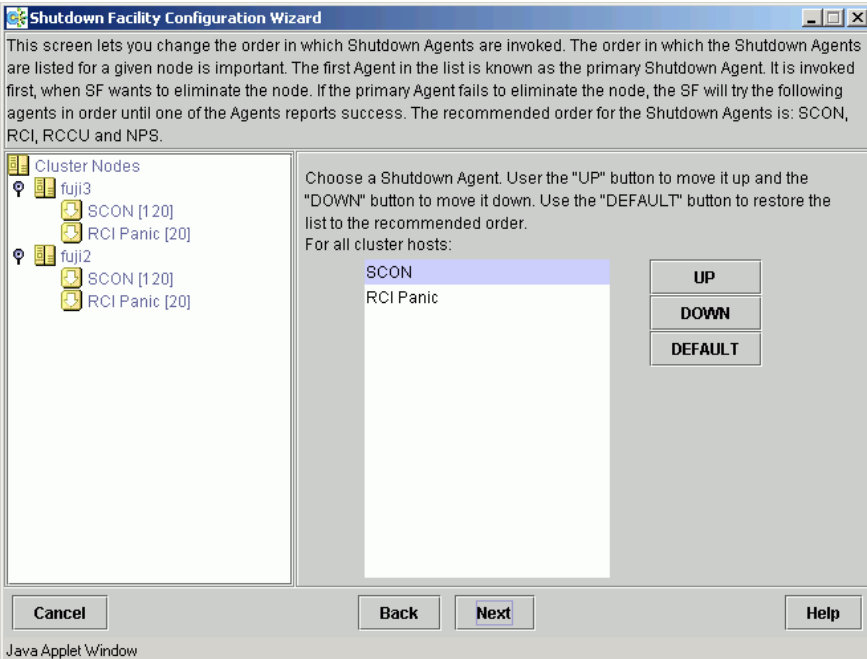 Shutdown Facility Configuration Wizard
This screen lets you change the order in which Shutdown Agents are invoked. The order in which the Shutdown Agents
are listed for a given node is important. The first Agent in the list is known as the primary Shutdown Agent. It is invoked
first, when SF wants to eliminate the node. If the primary Agent fails to eliminate the node, the SF will try the following
agents in order until one of the Agents reports success. The recommended order for the Shutdown Agents is: SCON,
RCI, RCCU and NPS.
Cluster Nodes
fuji3
SCON [120]
RCI Panic [20]
fuji2
SCON [120]
RCI Panic [20]
Choose a Shutdown Agent. User the "UP" button to move it up and the
"DOWN" button to move it down. Use the "DEFAULT" button to restore the
list to the recommended order.
For all cluster hosts:
SCON
RCI Panic
UP
DOWN
DEFAULT
Cancel
Back
Next
Help
Java Applet Window